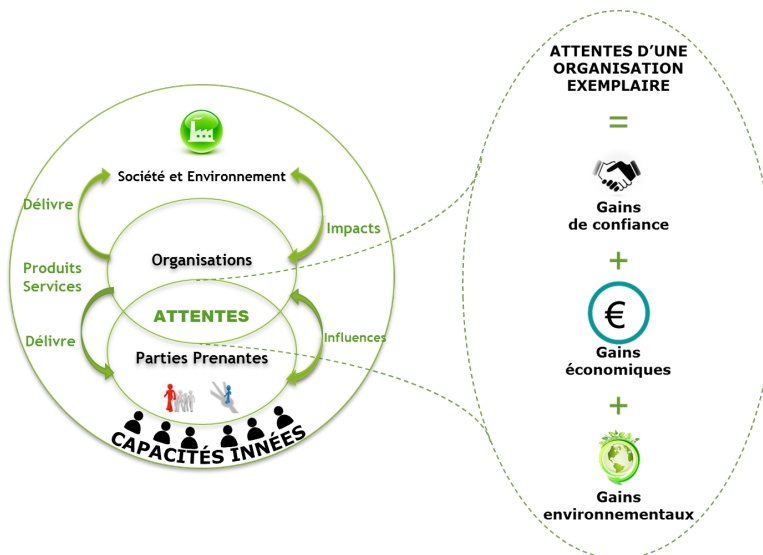 Société et Environnement
Délivre
Impacts
Organisations
Produits
Services
ATTENTES
Délivre
Influences
Parties Prenantes
CAPACITÉS INNÉES
ATTENTES D’UNE
ORGANISATION
EXEMPLAIRE
=
Gains
de confiance
+
€
Gains
économiques
+
Gains
environnementaux